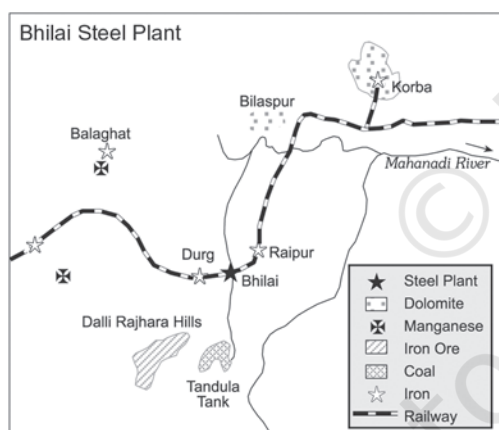 Bhilai Steel Plant
Korba
Bilaspur
Balaghat
Mahanadi River
Durg
Raipur
Bhilai
Dalli Rajhara Hills
Tandula
Tank
Steel Plant
Dolomite
Manganese
Iron Ore
Coal
Iron
Railway